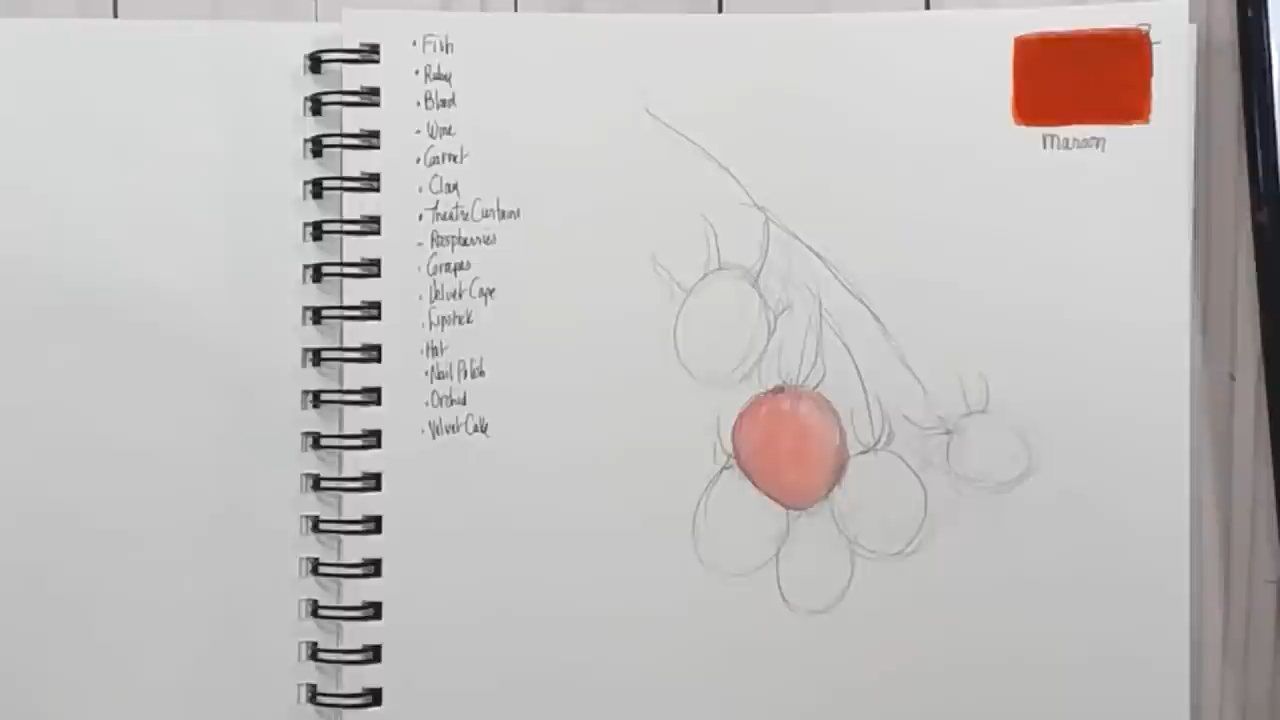 • Fish
• Ruby
• Blood
- Wine
• Garnet
• Clay
• Theatre Curtains
- Raspberries
• Grapes
• Velvet Cape
• Lipstick
• Hat
• Nail Polish
• Orchid
• Velvet Cake
maroon